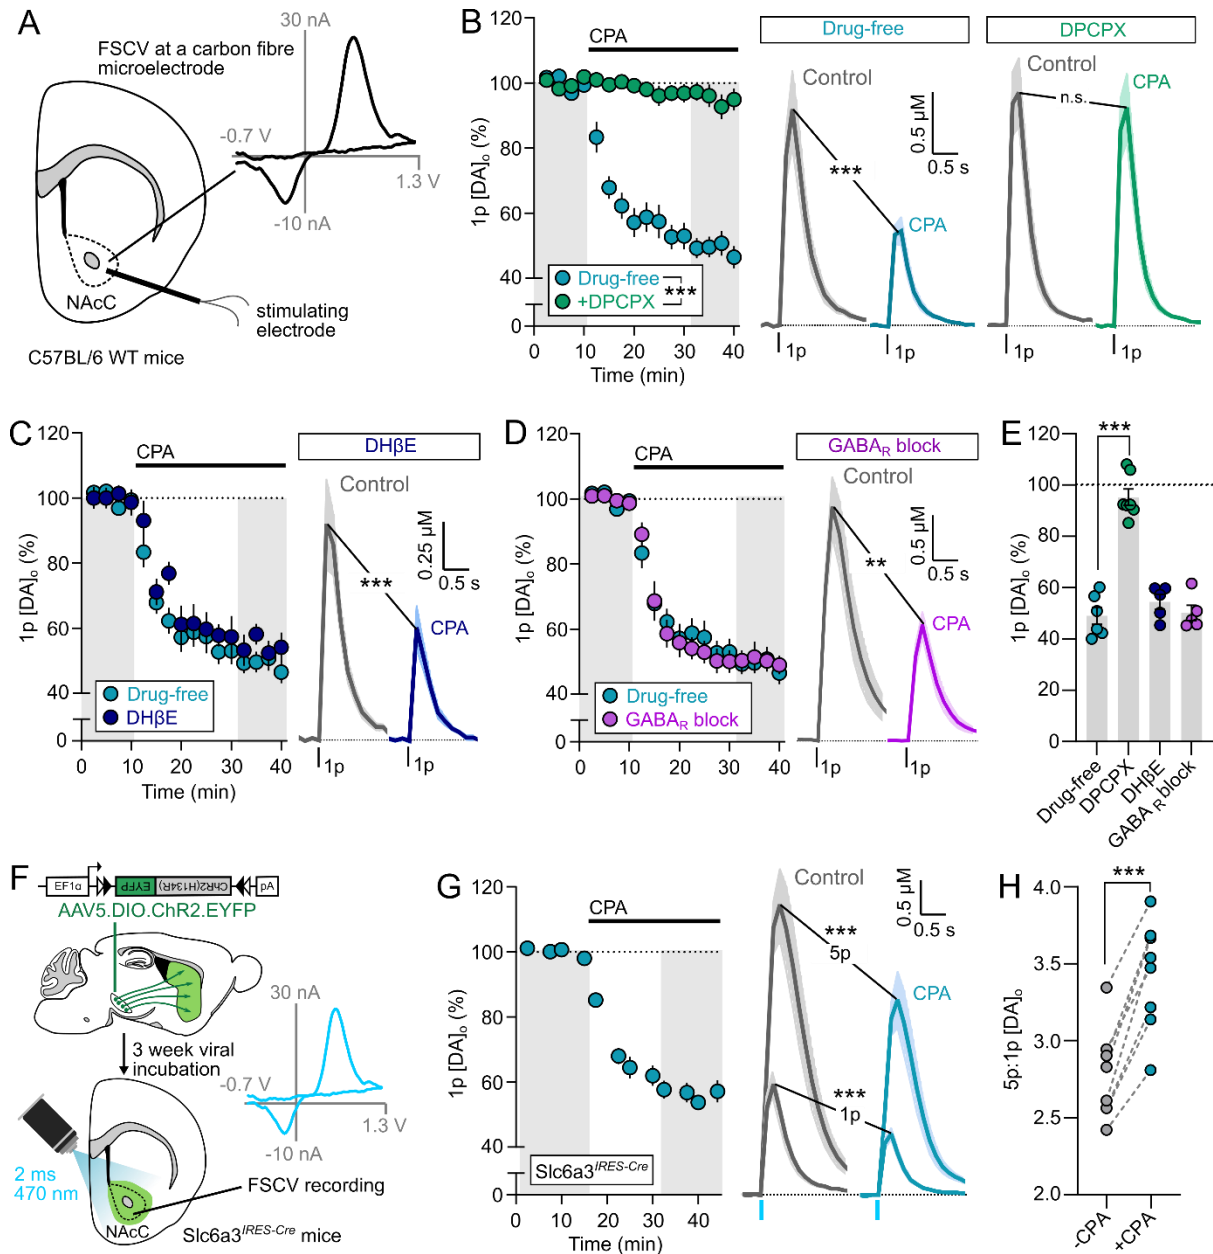 A
FSCV at a carbon fibre
microelectrode
30 nA
-0.7 V
1.3 V
-10 nA
NAcC
stimulating
electrode
C57BL/6 WT mice
B
CPA
1p [DA]o (%)
120
100
80
60
40
0
Drug-free
+DPCPX
***
0 10 20 30 40
Time (min)
Drug-free
Control
***
CPA
0.5 µM
0.5 s
1p
1p
DPCPX
Control
n.s.
CPA
1p
1p
C
CPA
1p [DA]o (%)
120
100
80
60
40
0
Drug-free
DHβE
0 10 20 30 40
Time (min)
DHβE
Control
***
CPA
0.25 µM
0.5 s
1p
1p
D
CPA
1p [DA]o (%)
120
100
80
60
40
0
Drug-free
GABAR block
0 10 20 30 40
Time (min)
GABAR block
Control
**
CPA
1p
1p
E
***
1p [DA]o (%)
120
100
80
60
40
20
0
Drug-free
DPCPX
DHβE
GABAR block
F
EF1α
EYFP
ChR2(H134R)
pA
AAV5.DIO.ChR2.EYFP
3 week viral
incubation
30 nA
-0.7 V
1.3 V
-10 nA
2 ms
470 nm
FSCV recording
NAcC
Slc6a3IRES-Cre mice
G
CPA
1p [DA]o (%)
120
100
80
60
40
0
Slc6a3IRES-Cre
0 10 20 30 40
Time (min)
Control
***
5p
CPA
***
1p
0.5 µM
0.5 s
H
***
5p:1p [DA]o
4.0
3.5
3.0
2.5
2.0
-CPA
+CPA